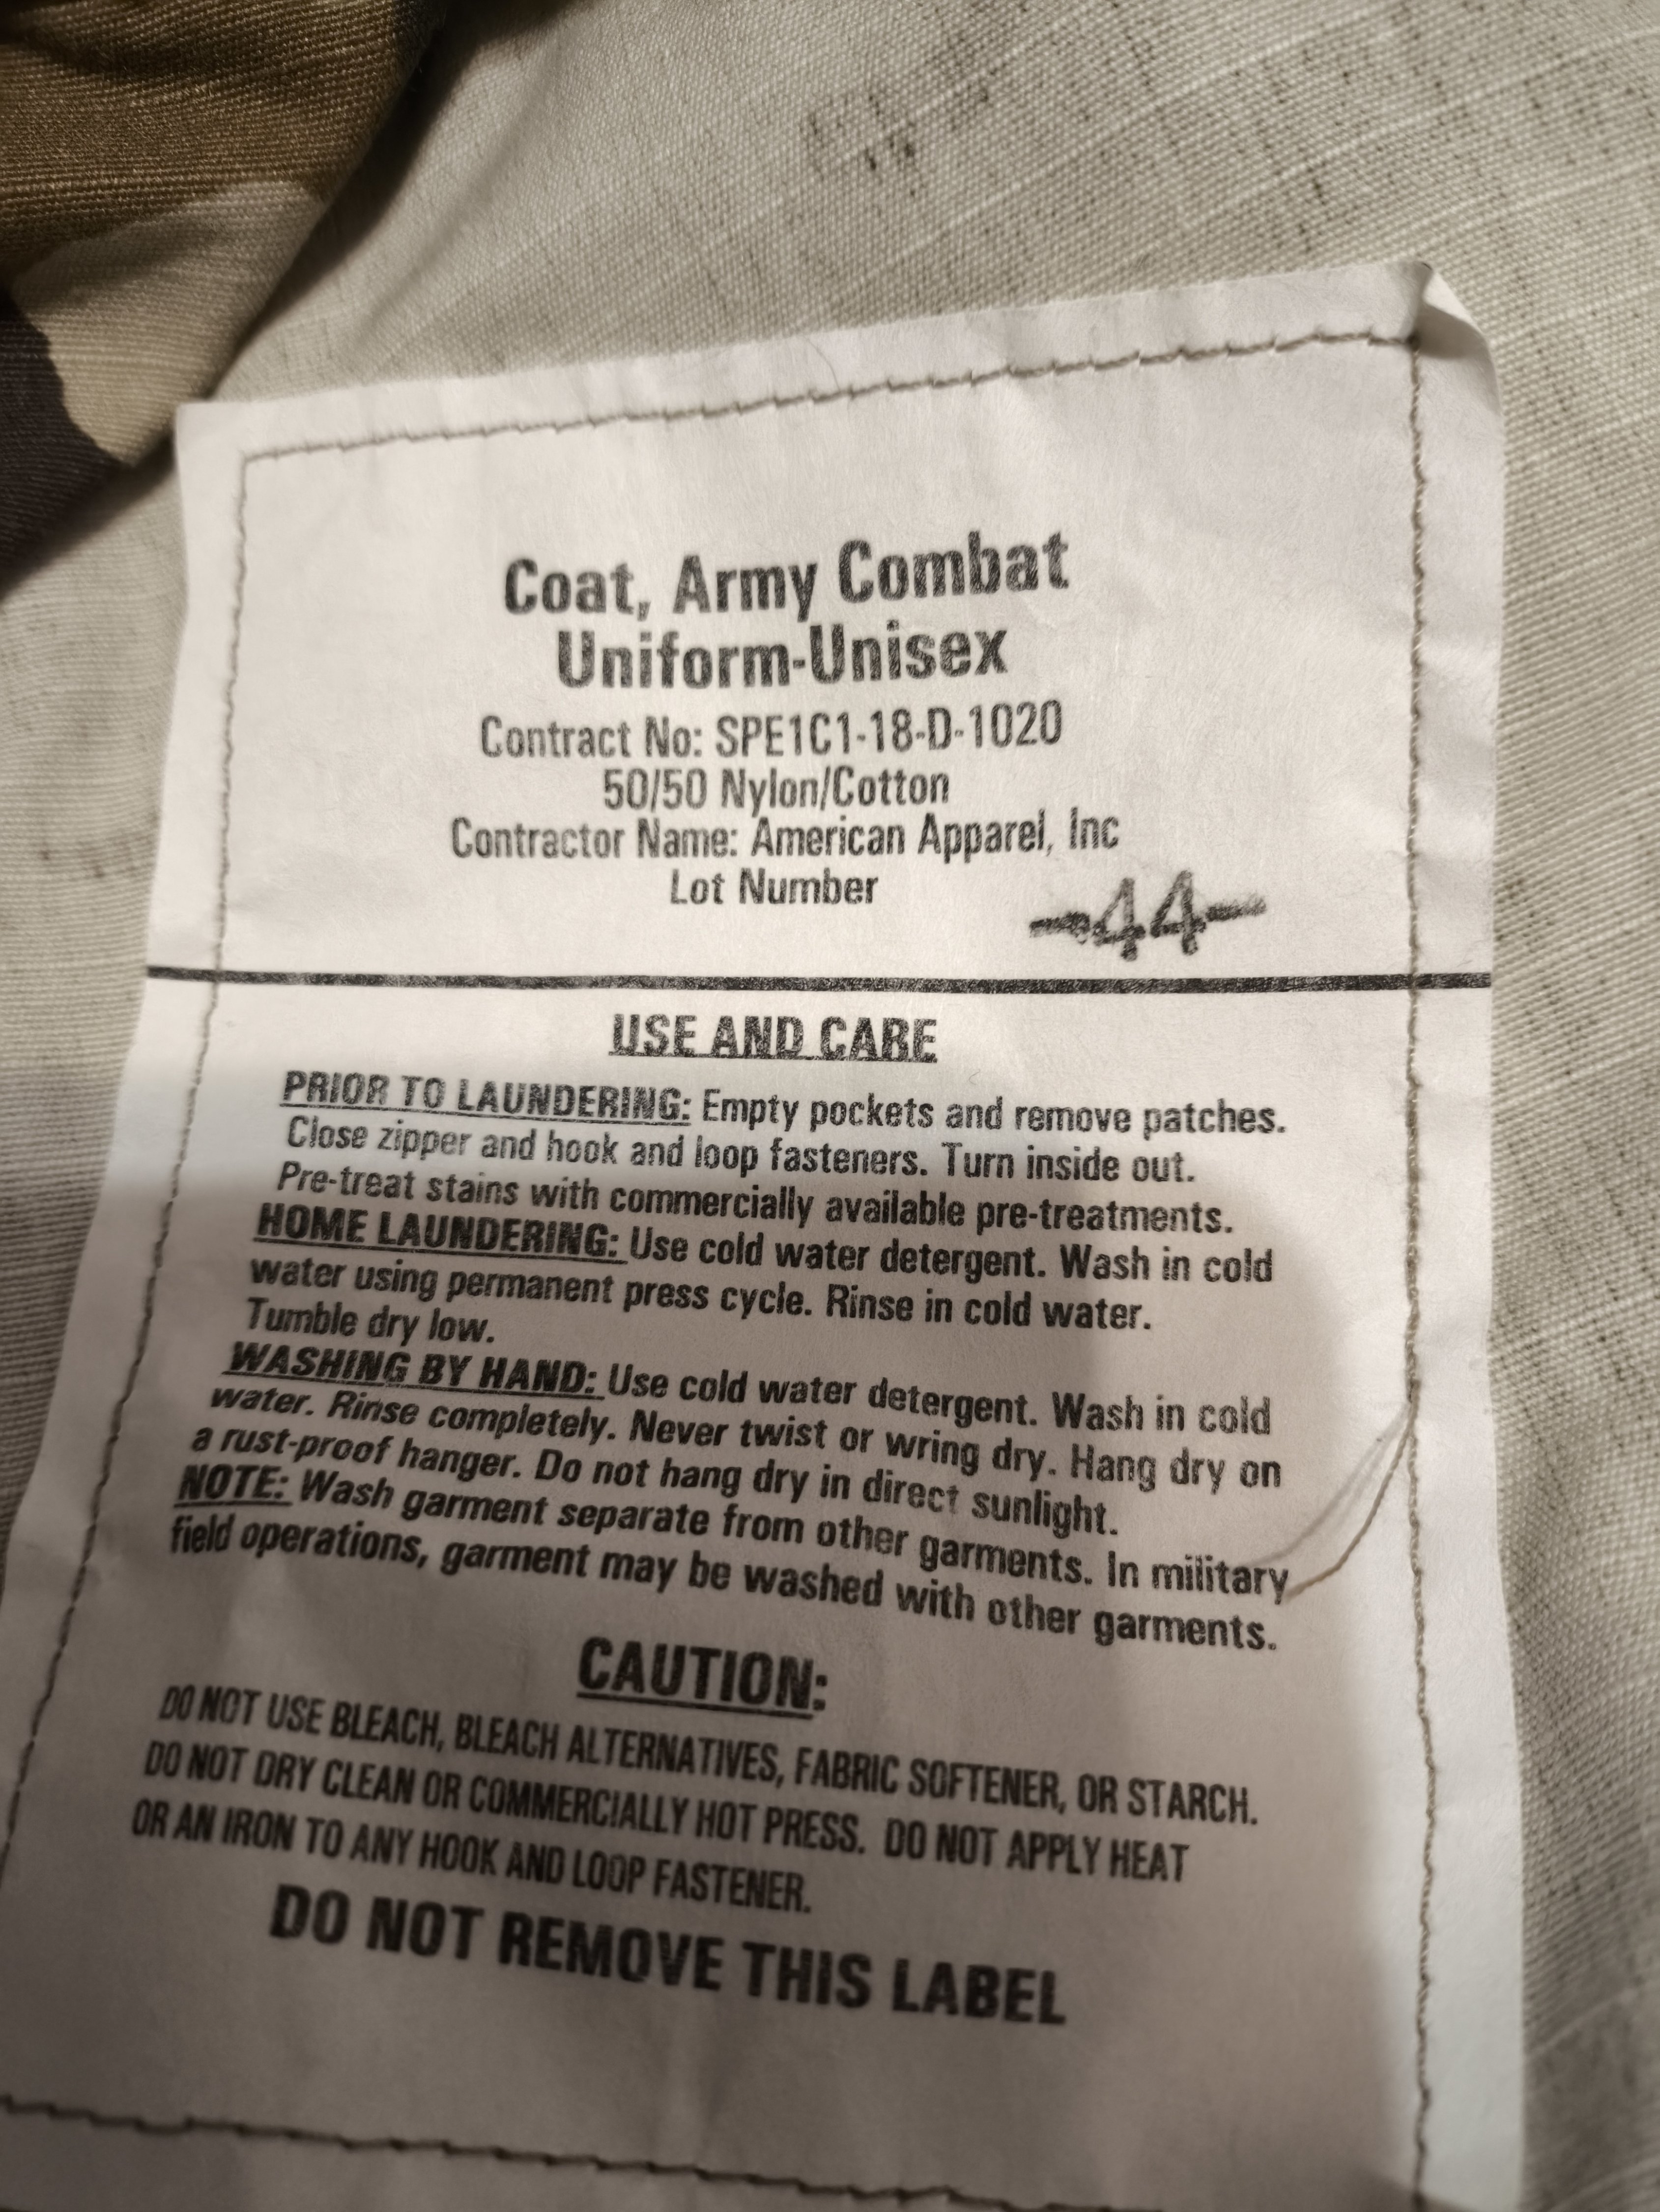 Coat, Army Combat
Uniform-Unisex
Contract No: SPE1C1-18-D-1020
50/50 Nylon/Cotton
Contractor Name: American Apparel, Inc
Lot Number
-44-
USE AND CARE
PRIOR TO LAUNDERING: Empty pockets and remove patches.
Close zipper and hook and loop fasteners. Turn inside out.
Pre-treat stains with commercially available pre-treatments.
HOME LAUNDERING: Use cold water detergent. Wash in cold
water using permanent press cycle. Rinse in cold water.
Tumble dry low.
WASHING BY HAND: Use cold water detergent. Wash in cold
water. Rinse completely. Never twist or wring dry. Hang dry on
a rust-proof hanger. Do not hang dry in direct sunlight.
NOTE: Wash garment separate from other garments. In military
field operations, garment may be washed with other garments.
CAUTION:
DO NOT USE BLEACH, BLEACH ALTERNATIVES, FABRIC SOFTENER, OR STARCH.
DO NOT DRY CLEAN OR COMMERCIALLY HOT PRESS. DO NOT APPLY HEAT
OR AN IRON TO ANY HOOK AND LOOP FASTENER.
DO NOT REMOVE THIS LABEL